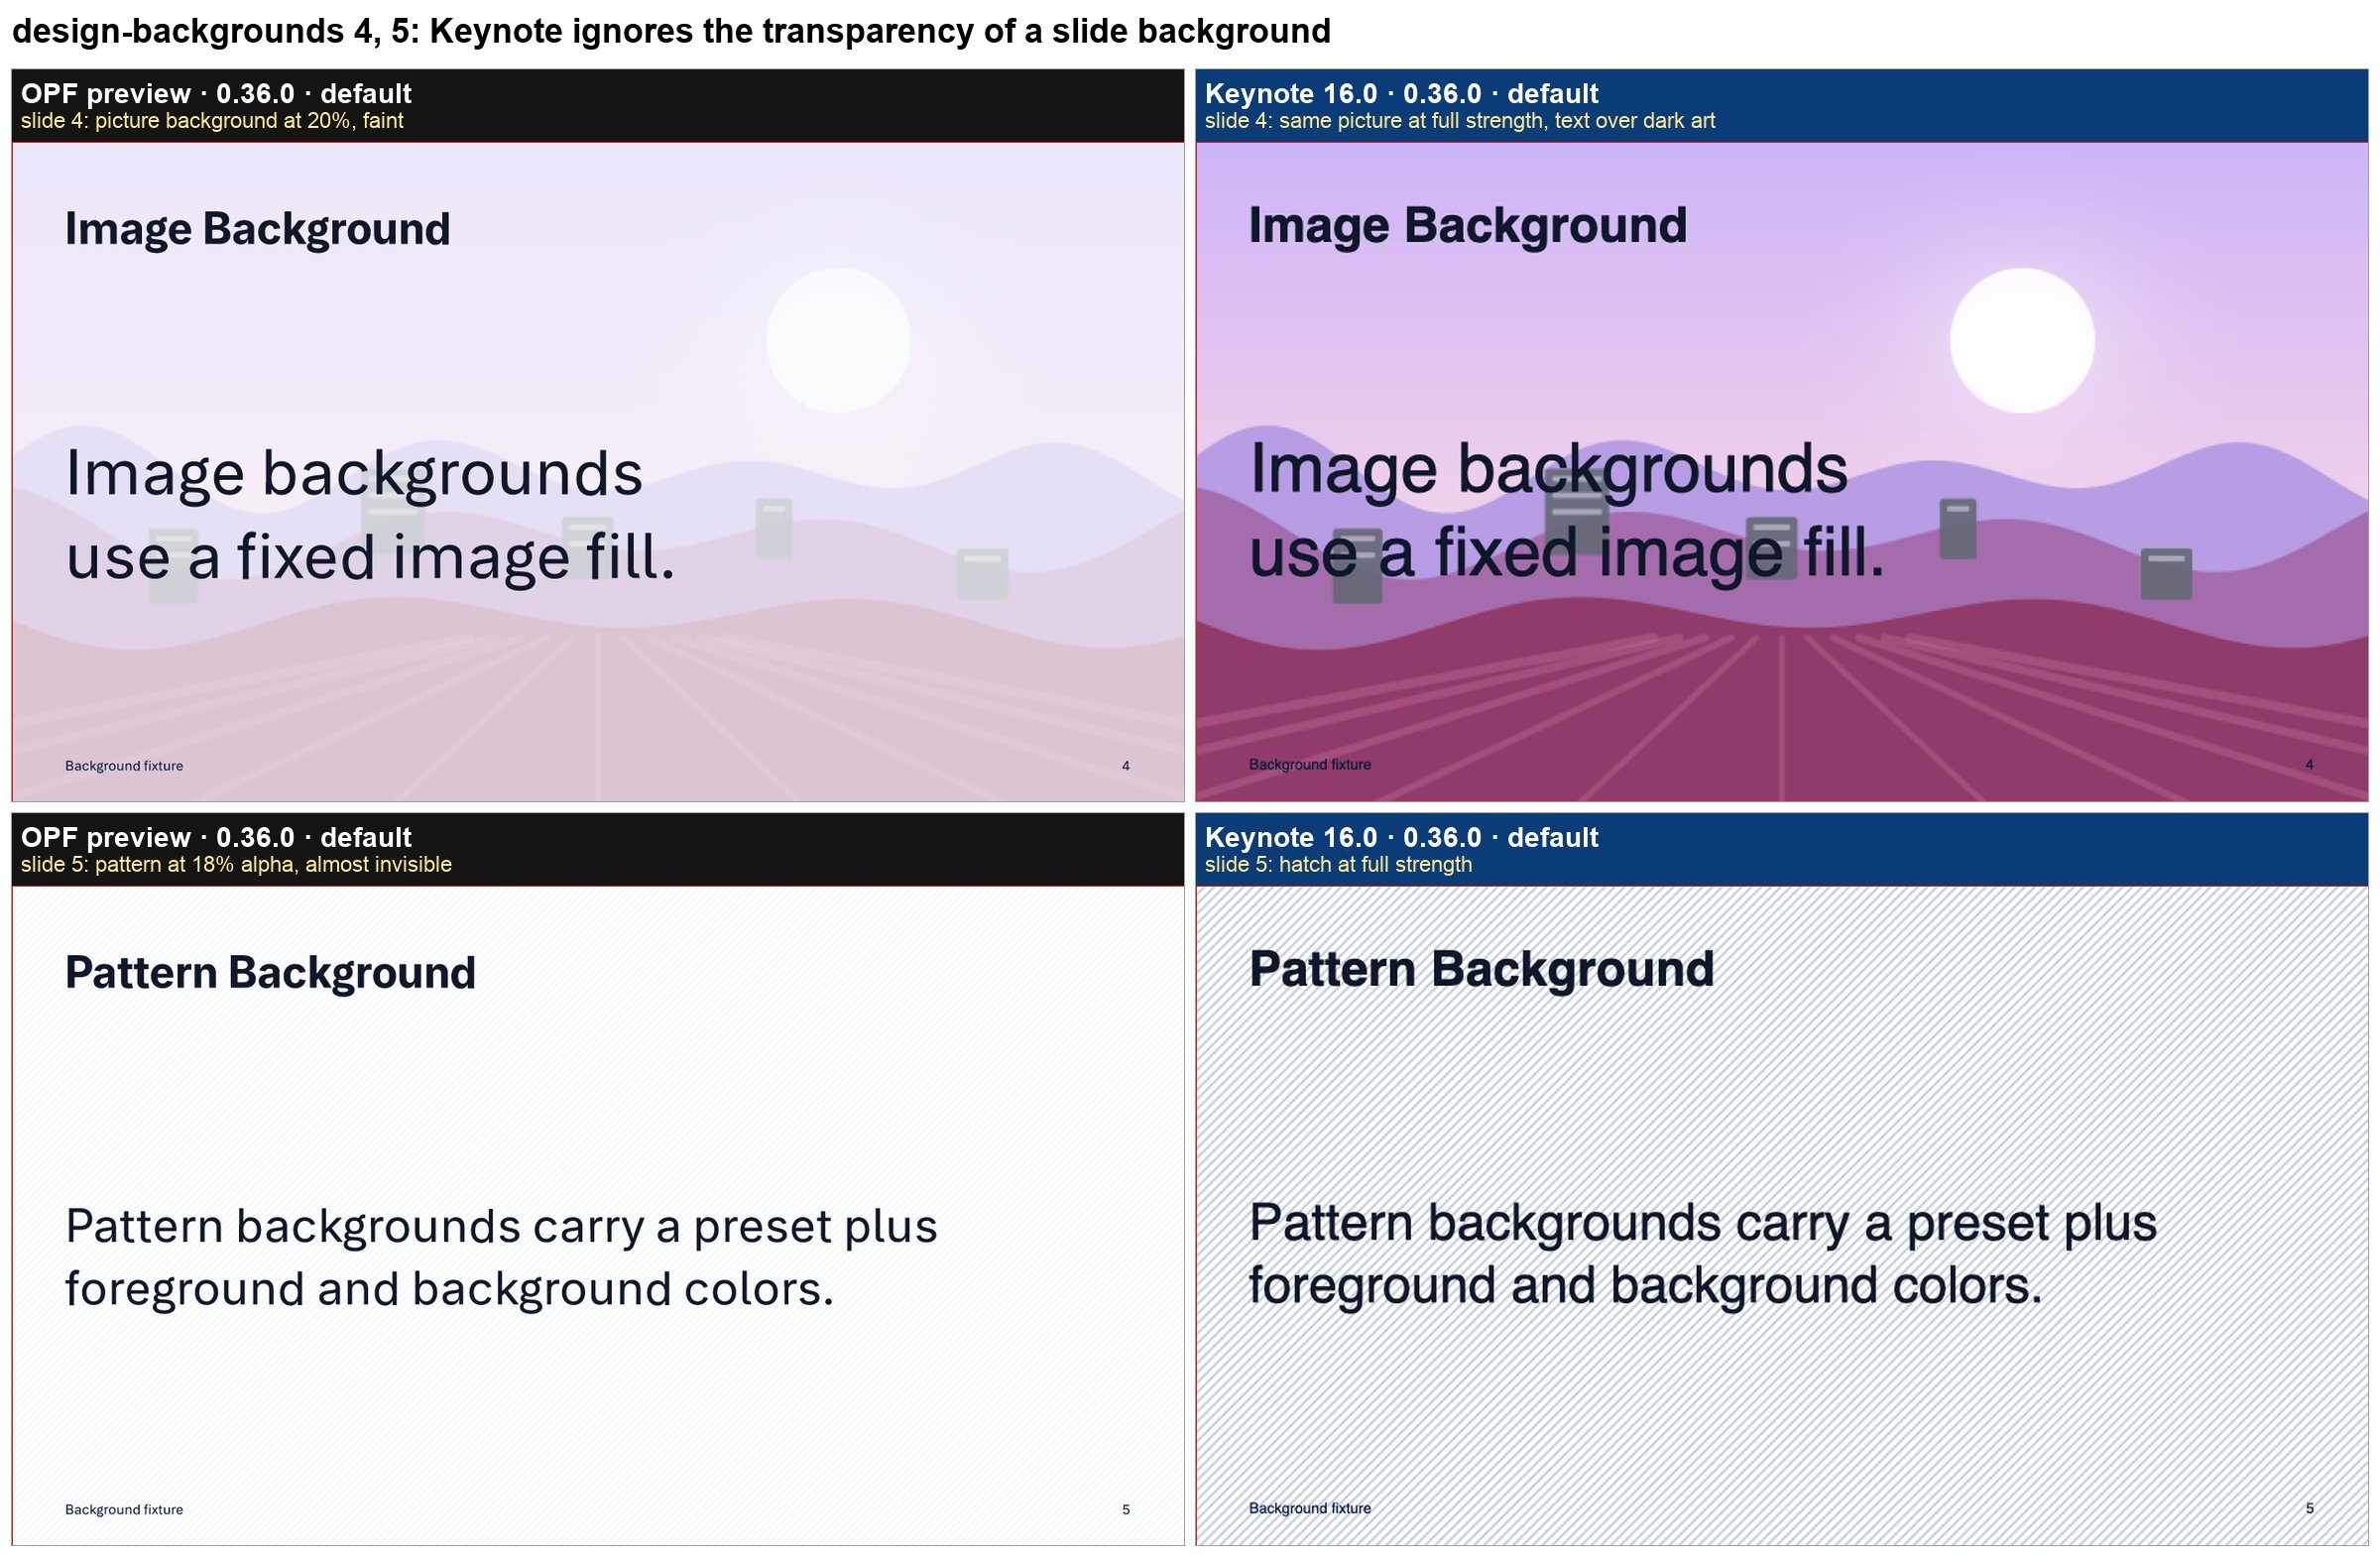 design-backgrounds 4, 5: Keynote ignores the transparency of a slide background
OPF preview · 0.36.0 · default
slide 4: picture background at 20%, faint
Image Background
Image backgrounds
use a fixed image fill.
Background fixture
4
Keynote 16.0 · 0.36.0 · default
slide 4: same picture at full strength, text over dark art
Image Background
Image backgrounds
use a fixed image fill.
Background fixture
4
OPF preview · 0.36.0 · default
slide 5: pattern at 18% alpha, almost invisible
Pattern Background
Pattern backgrounds carry a preset plus
foreground and background colors.
Background fixture
5
Keynote 16.0 · 0.36.0 · default
slide 5: hatch at full strength
Pattern Background
Pattern backgrounds carry a preset plus
foreground and background colors.
Background fixture
5